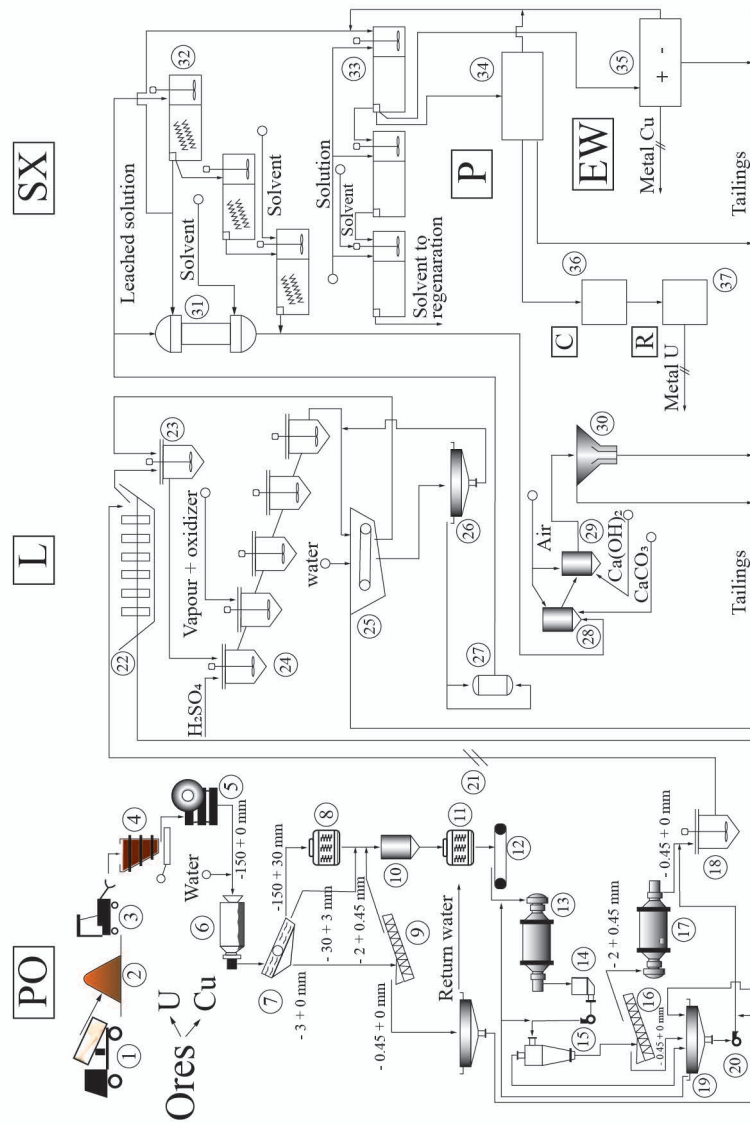 PO
L
SX
Ores
U
Cu
1
2
3
4
5
-150 + 0 mm
Water
6
7
-150 + 30 mm
8
- 30 + 3 mm
- 3 + 0 mm
- 2 + 0.45 mm
9
10
- 0.45 + 0 mm
Return water
11
12
13
14
15
- 2 + 0.45 mm
16
- 0.45 + 0 mm
17
- 0.45 + 0 mm
18
19
20
21
22
23
Vapour + oxidizer
H₂SO₄
24
water
25
26
27
Air
28
29
Ca(OH)₂
CaCO₃
30
Tailings
Leached solution
Solvent
31
32
Solvent
Solution
Solvent
33
Solvent to
regenaration
P
34
EW
35
+ -
Metal Cu
C
36
R
37
Metal U
Tailings